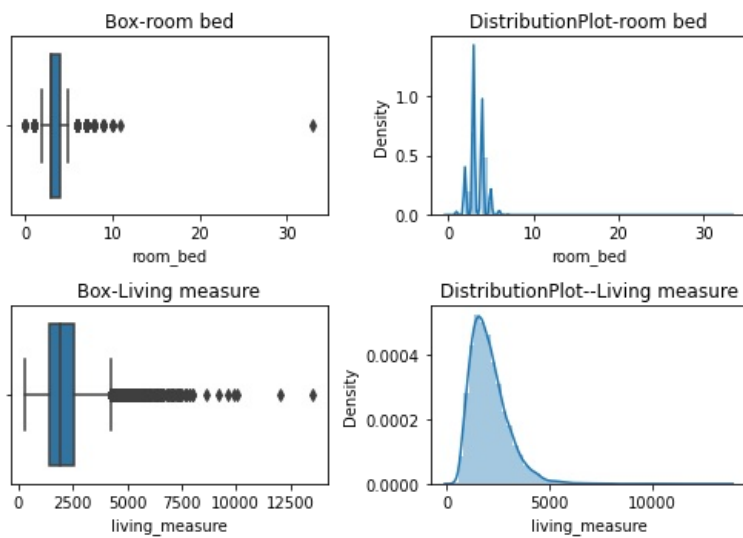 Box-room bed
0 10 20 30
room_bed
DistributionPlot-room bed
Density
1.0
0.5
0.0
0 10 20 30
room_bed
Box-Living measure
0 2500 5000 7500 10000 12500
living_measure
DistributionPlot--Living measure
Density
0.0004
0.0002
0.0000
0 5000 10000
living_measure